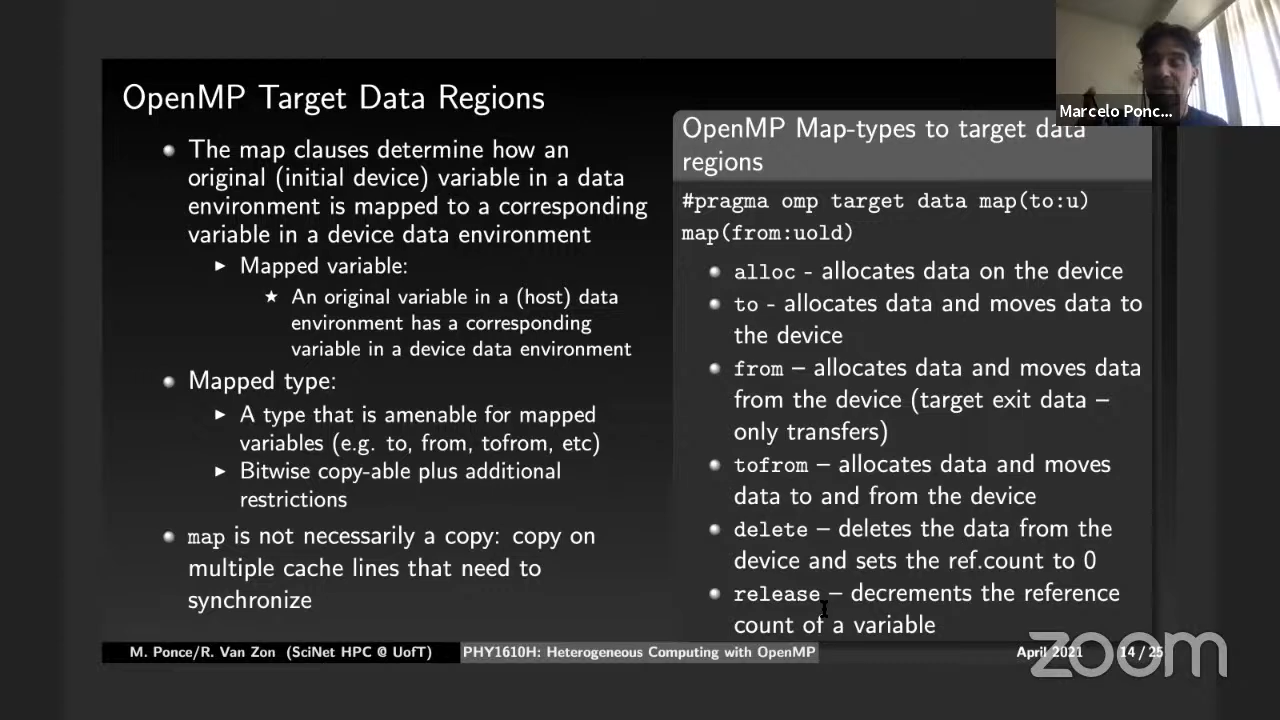 Marcelo Ponc...
OpenMP Target Data Regions
The map clauses determine how an
original (initial device) variable in a data
environment is mapped to a corresponding
variable in a device data environment
Mapped variable:
An original variable in a (host) data
environment has a corresponding
variable in a device data environment
Mapped type:
A type that is amenable for mapped
variables (e.g. to, from, tofrom, etc)
Bitwise copy-able plus additional
restrictions
map is not necessarily a copy: copy on
multiple cache lines that need to
synchronize
OpenMP Map-types to target data
regions
#pragma omp target data map(to:u)
map(from:uold)
alloc - allocates data on the device
to - allocates data and moves data to
the device
from – allocates data and moves data
from the device (target exit data –
only transfers)
tofrom – allocates data and moves
data to and from the device
delete – deletes the data from the
device and sets the ref.count to 0
release – decrements the reference
count of a variable
M. Ponce/R. Van Zon (SciNet HPC @ UofT) PHY1610H: Heterogeneous Computing with OpenMP April 2021 14 / 25
zoom